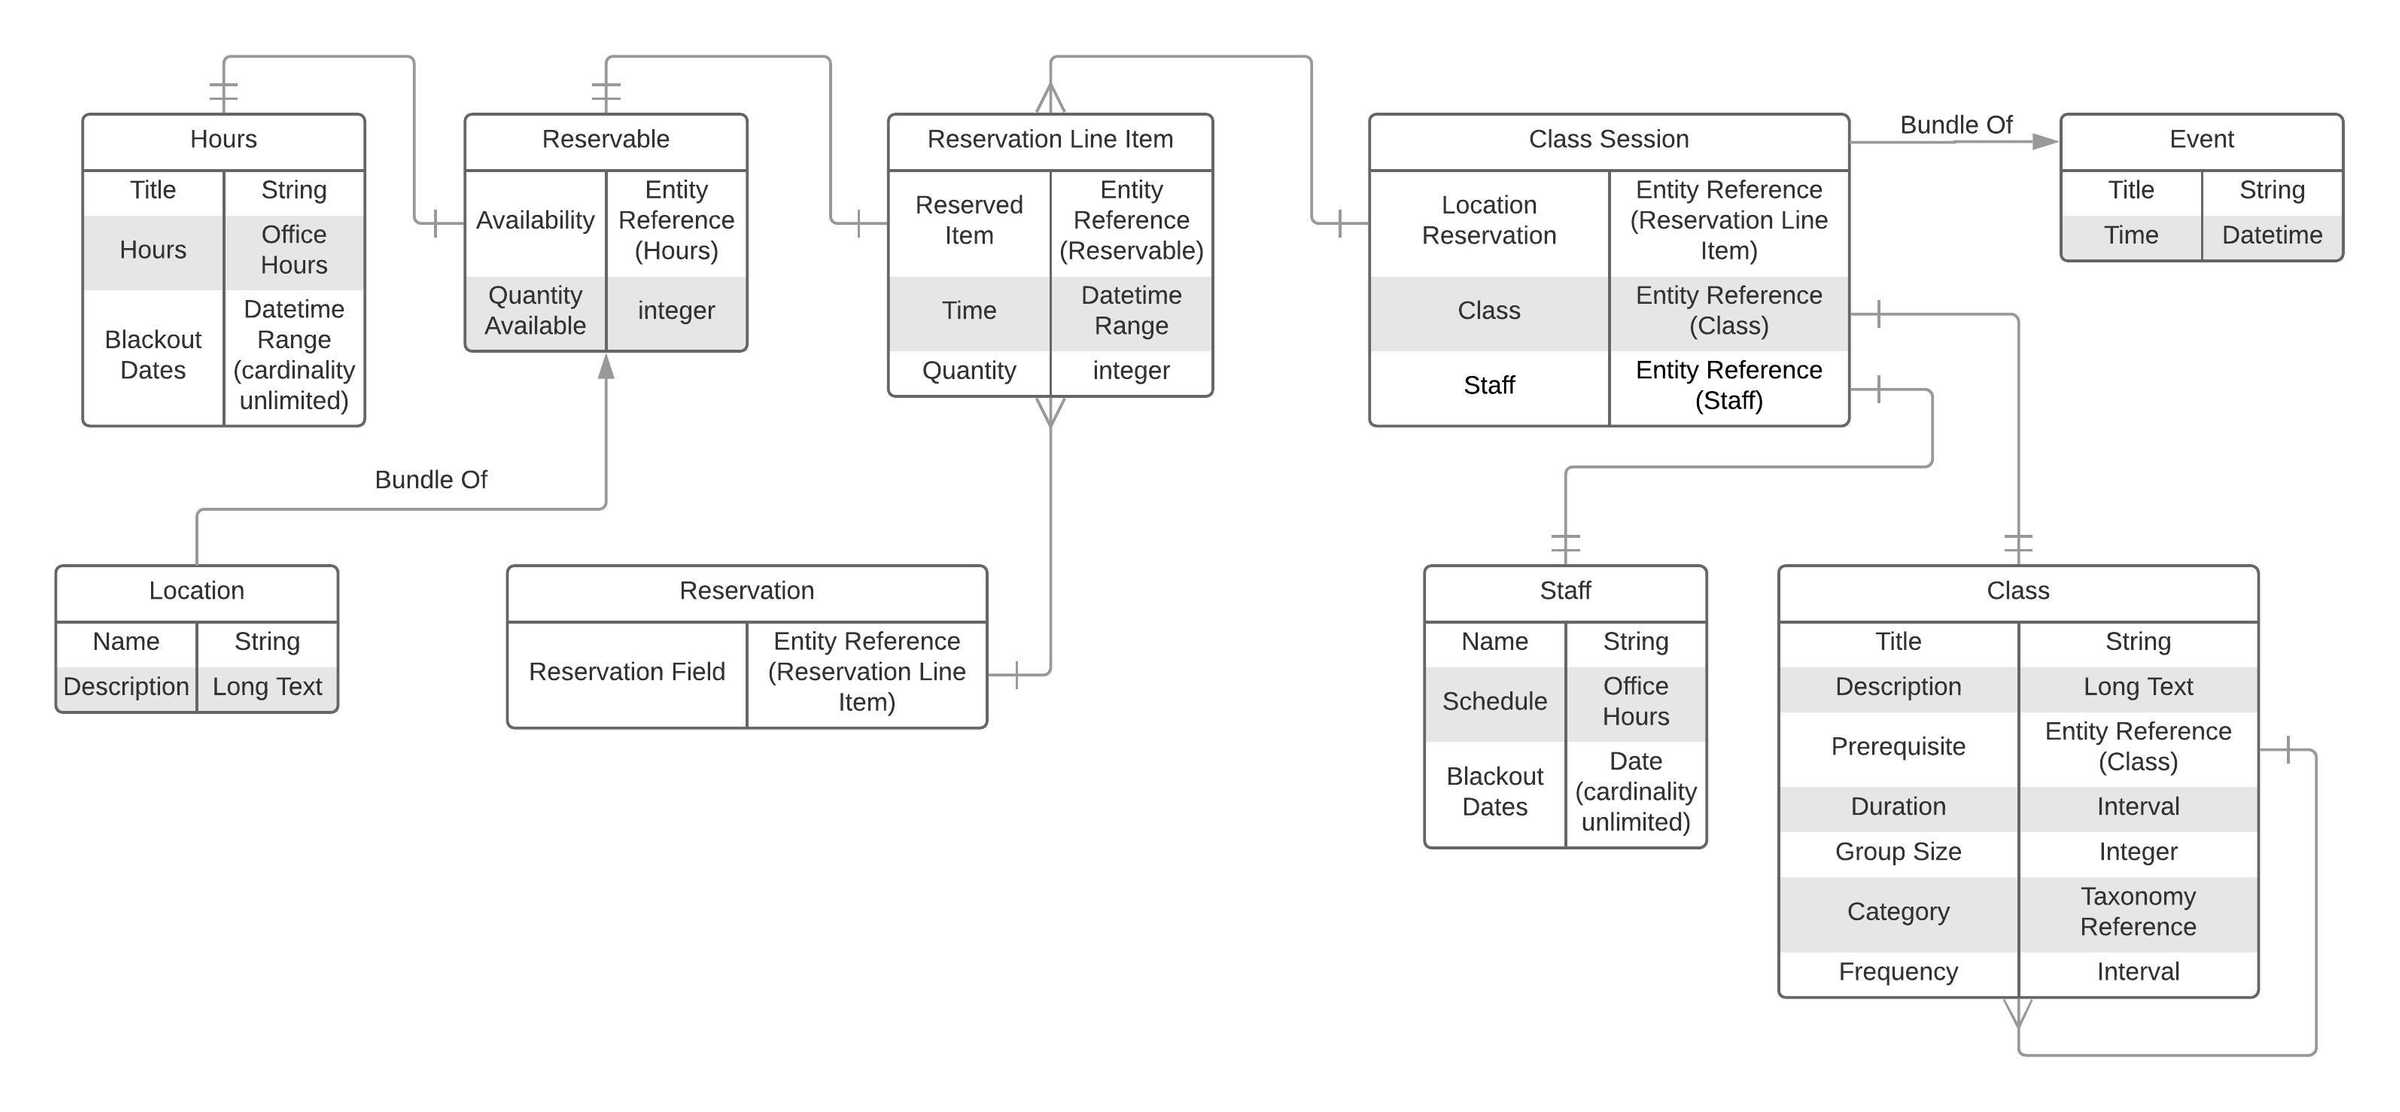 Hours
Title
String
Hours
Office
Hours
Blackout
Dates
Datetime
Range
(cardinality
unlimited)
Reservable
Availability
Entity
Reference
(Hours)
Quantity
Available
integer
Reservation Line Item
Reserved
Item
Entity
Reference
(Reservable)
Time
Datetime
Range
Quantity
integer
Class Session
Location
Reservation
Entity Reference
(Reservation Line
Item)
Class
Entity Reference
(Class)
Staff
Entity Reference
(Staff)
Bundle Of
Event
Title
String
Time
Datetime
Bundle Of
Location
Name
String
Description
Long Text
Reservation
Reservation Field
Entity Reference
(Reservation Line
Item)
Staff
Name
String
Schedule
Office
Hours
Blackout
Dates
Date
(cardinality
unlimited)
Class
Title
String
Description
Long Text
Prerequisite
Entity Reference
(Class)
Duration
Interval
Group Size
Integer
Category
Taxonomy
Reference
Frequency
Interval